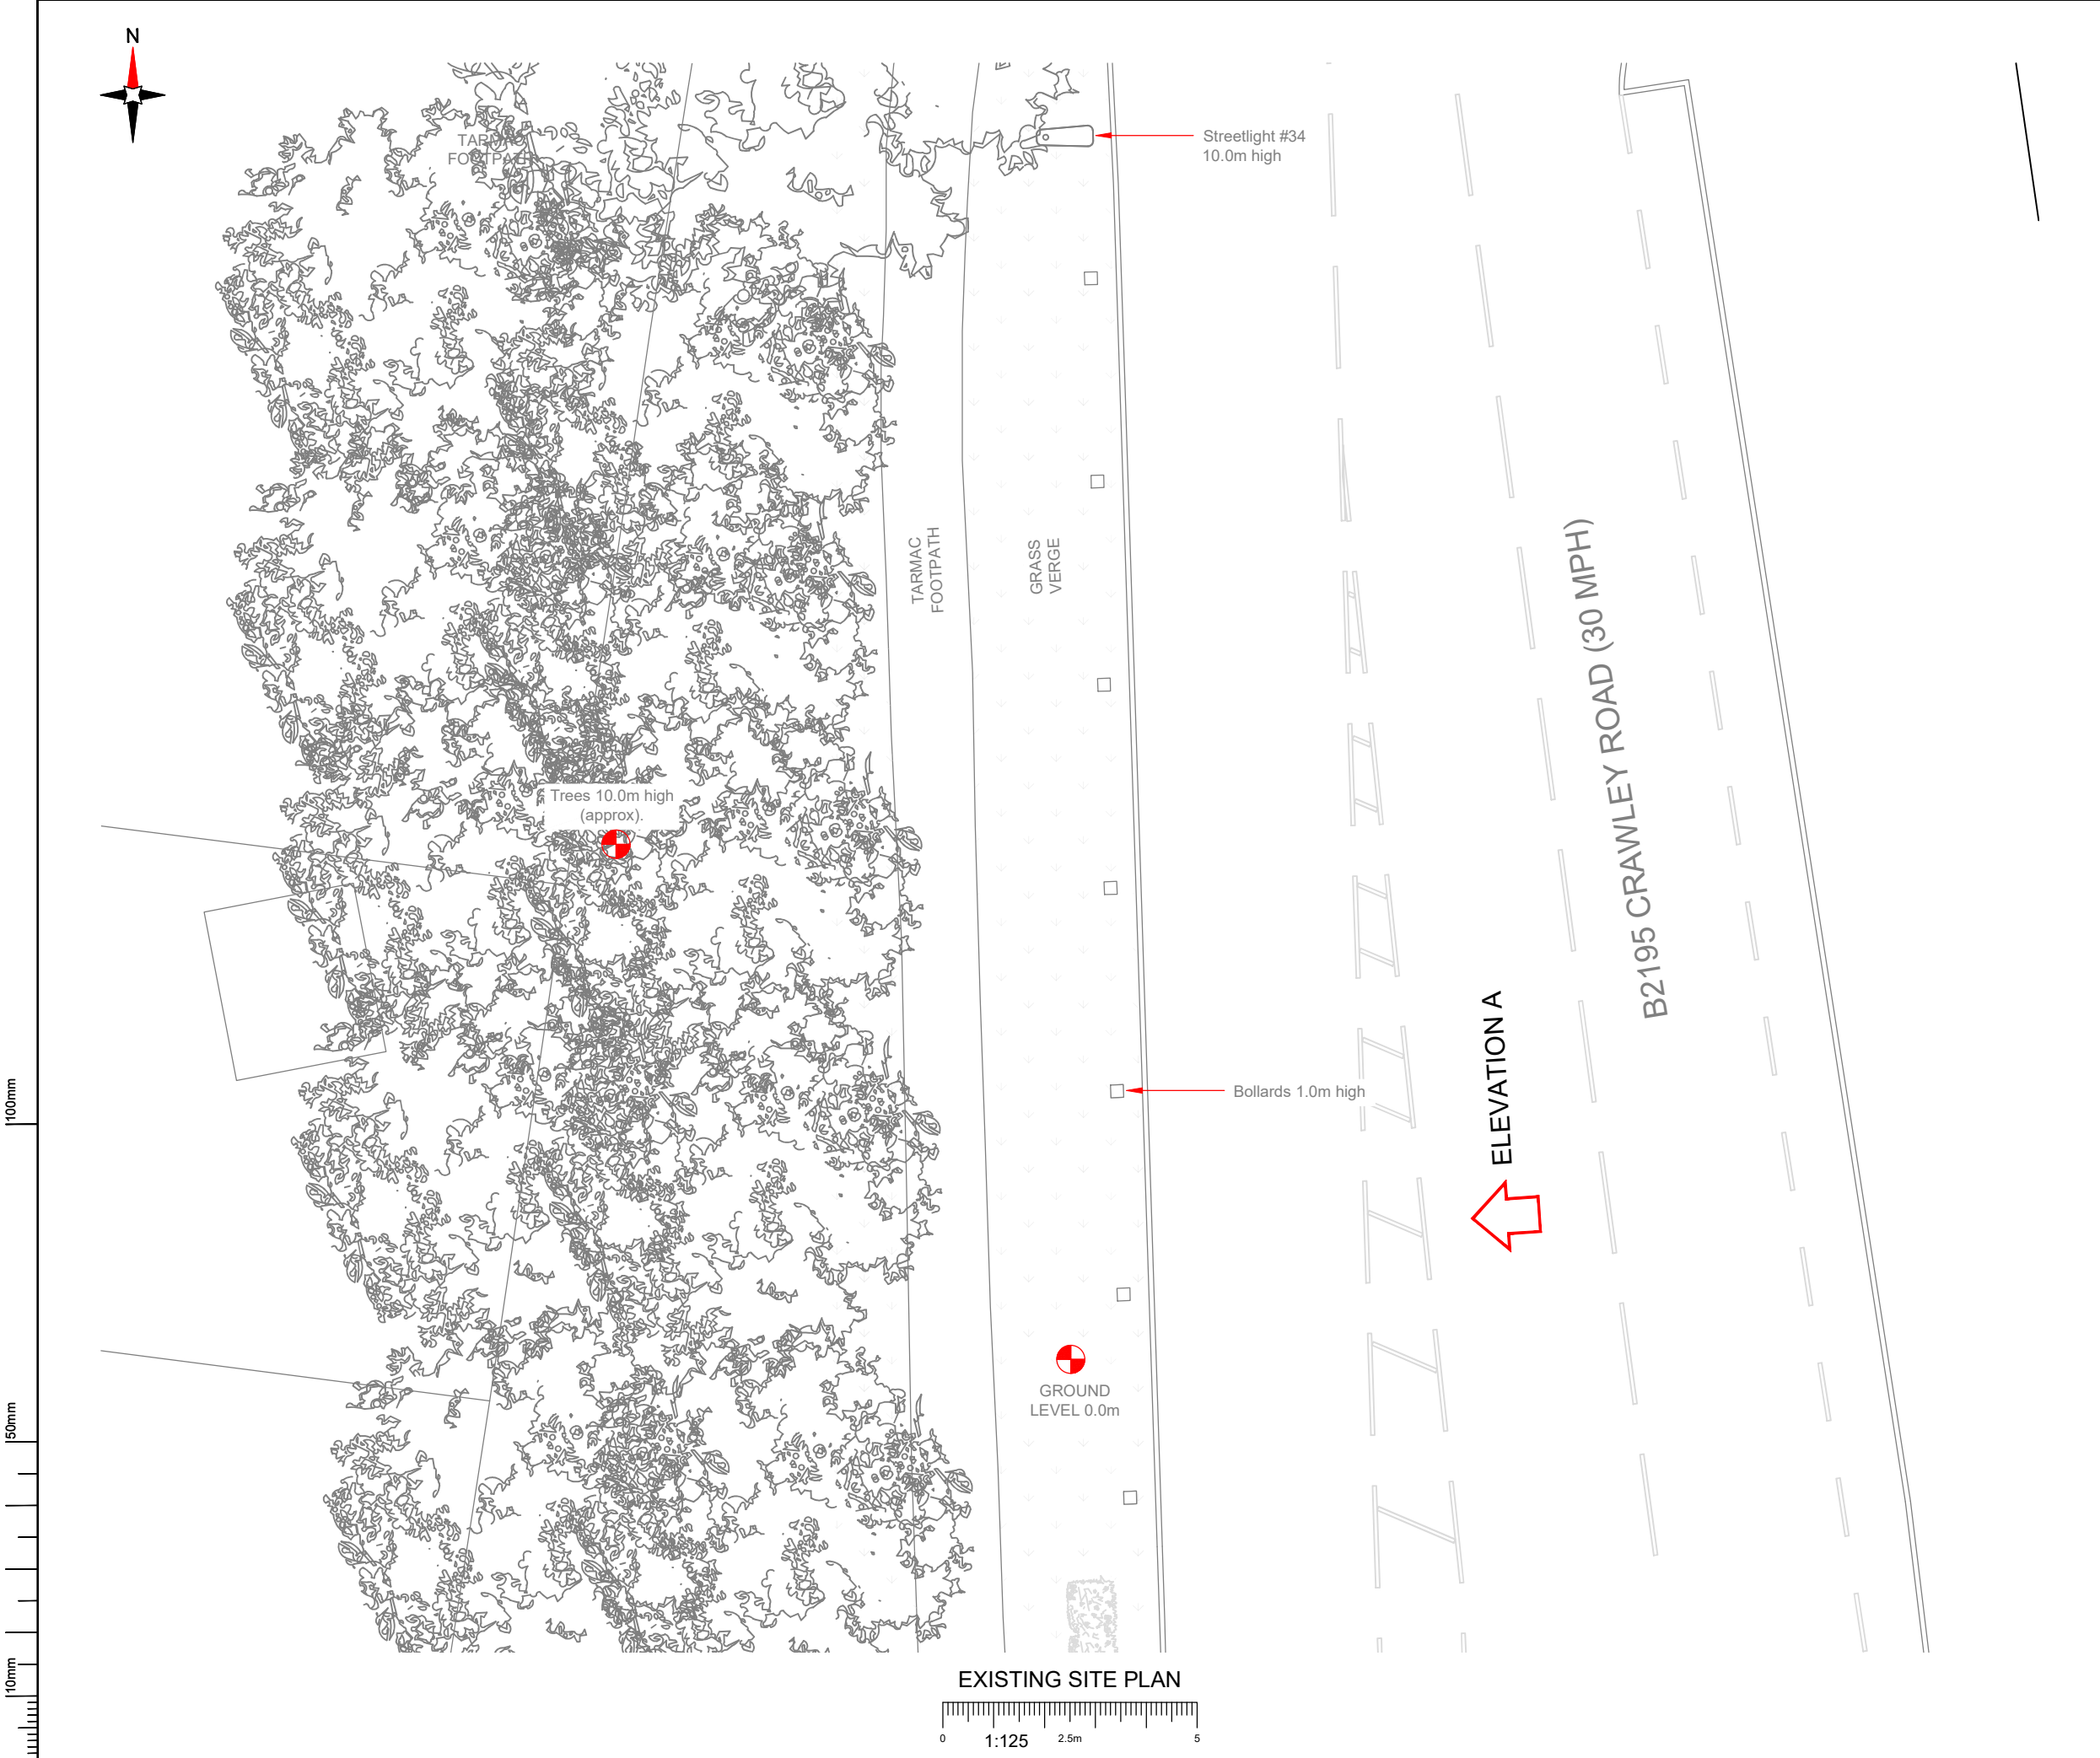 N
TARMAC
FOOTPATH
Streetlight #34
10.0m high
TARMAC
FOOTPATH
GRASS
VERGE
B2195 CRAWLEY ROAD (30 MPH)
Trees 10.0m high
(approx).
ELEVATION A
Bollards 1.0m high
GROUND
LEVEL 0.0m
100mm
50mm
10mm
EXISTING SITE PLAN
0
1:125
2.5m
5